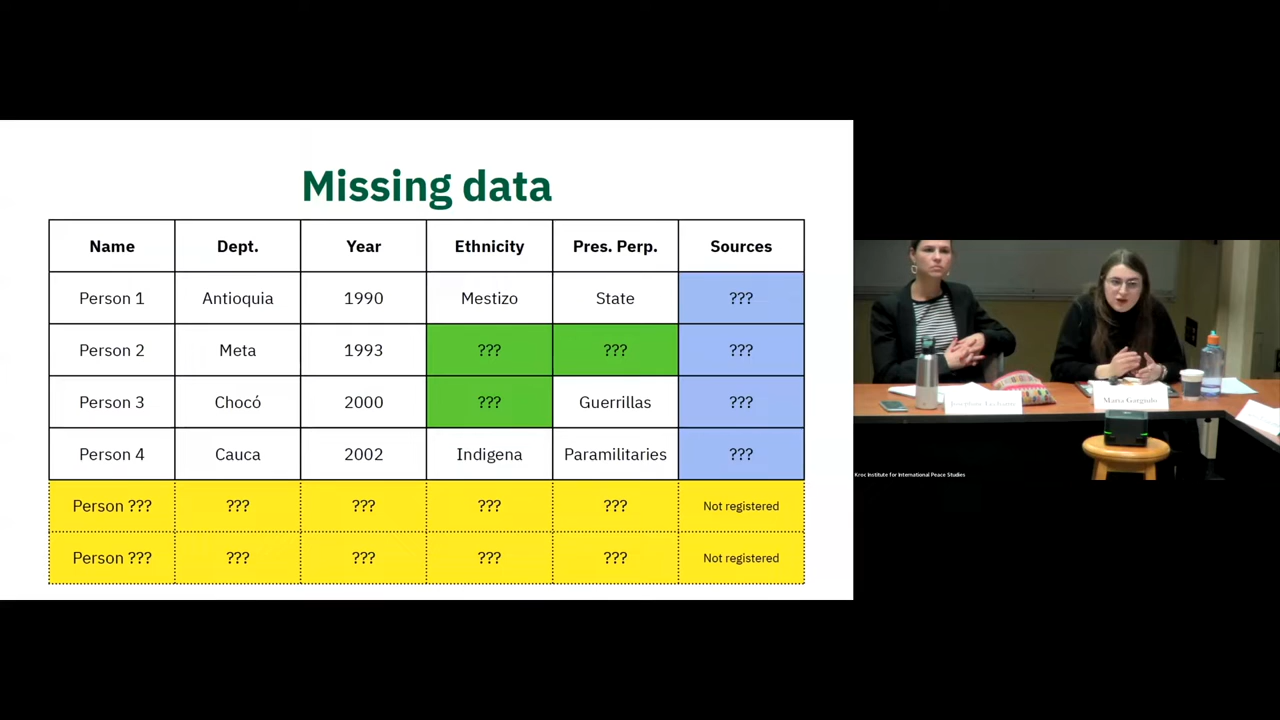 Missing data
Name Dept. Year Ethnicity Pres. Perp. Sources
Person 1 Antioquia 1990 Mestizo State ???
Person 2 Meta 1993 ??? ??? ???
Person 3 Chocó 2000 ??? Guerrillas ???
Person 4 Cauca 2002 Indigena Paramilitaries ???
Person ??? ??? ??? ??? ??? Not registered
Person ??? ??? ??? ??? ??? Not registered
Maria Gargiulo
Kroc Institute for International Peace Studies